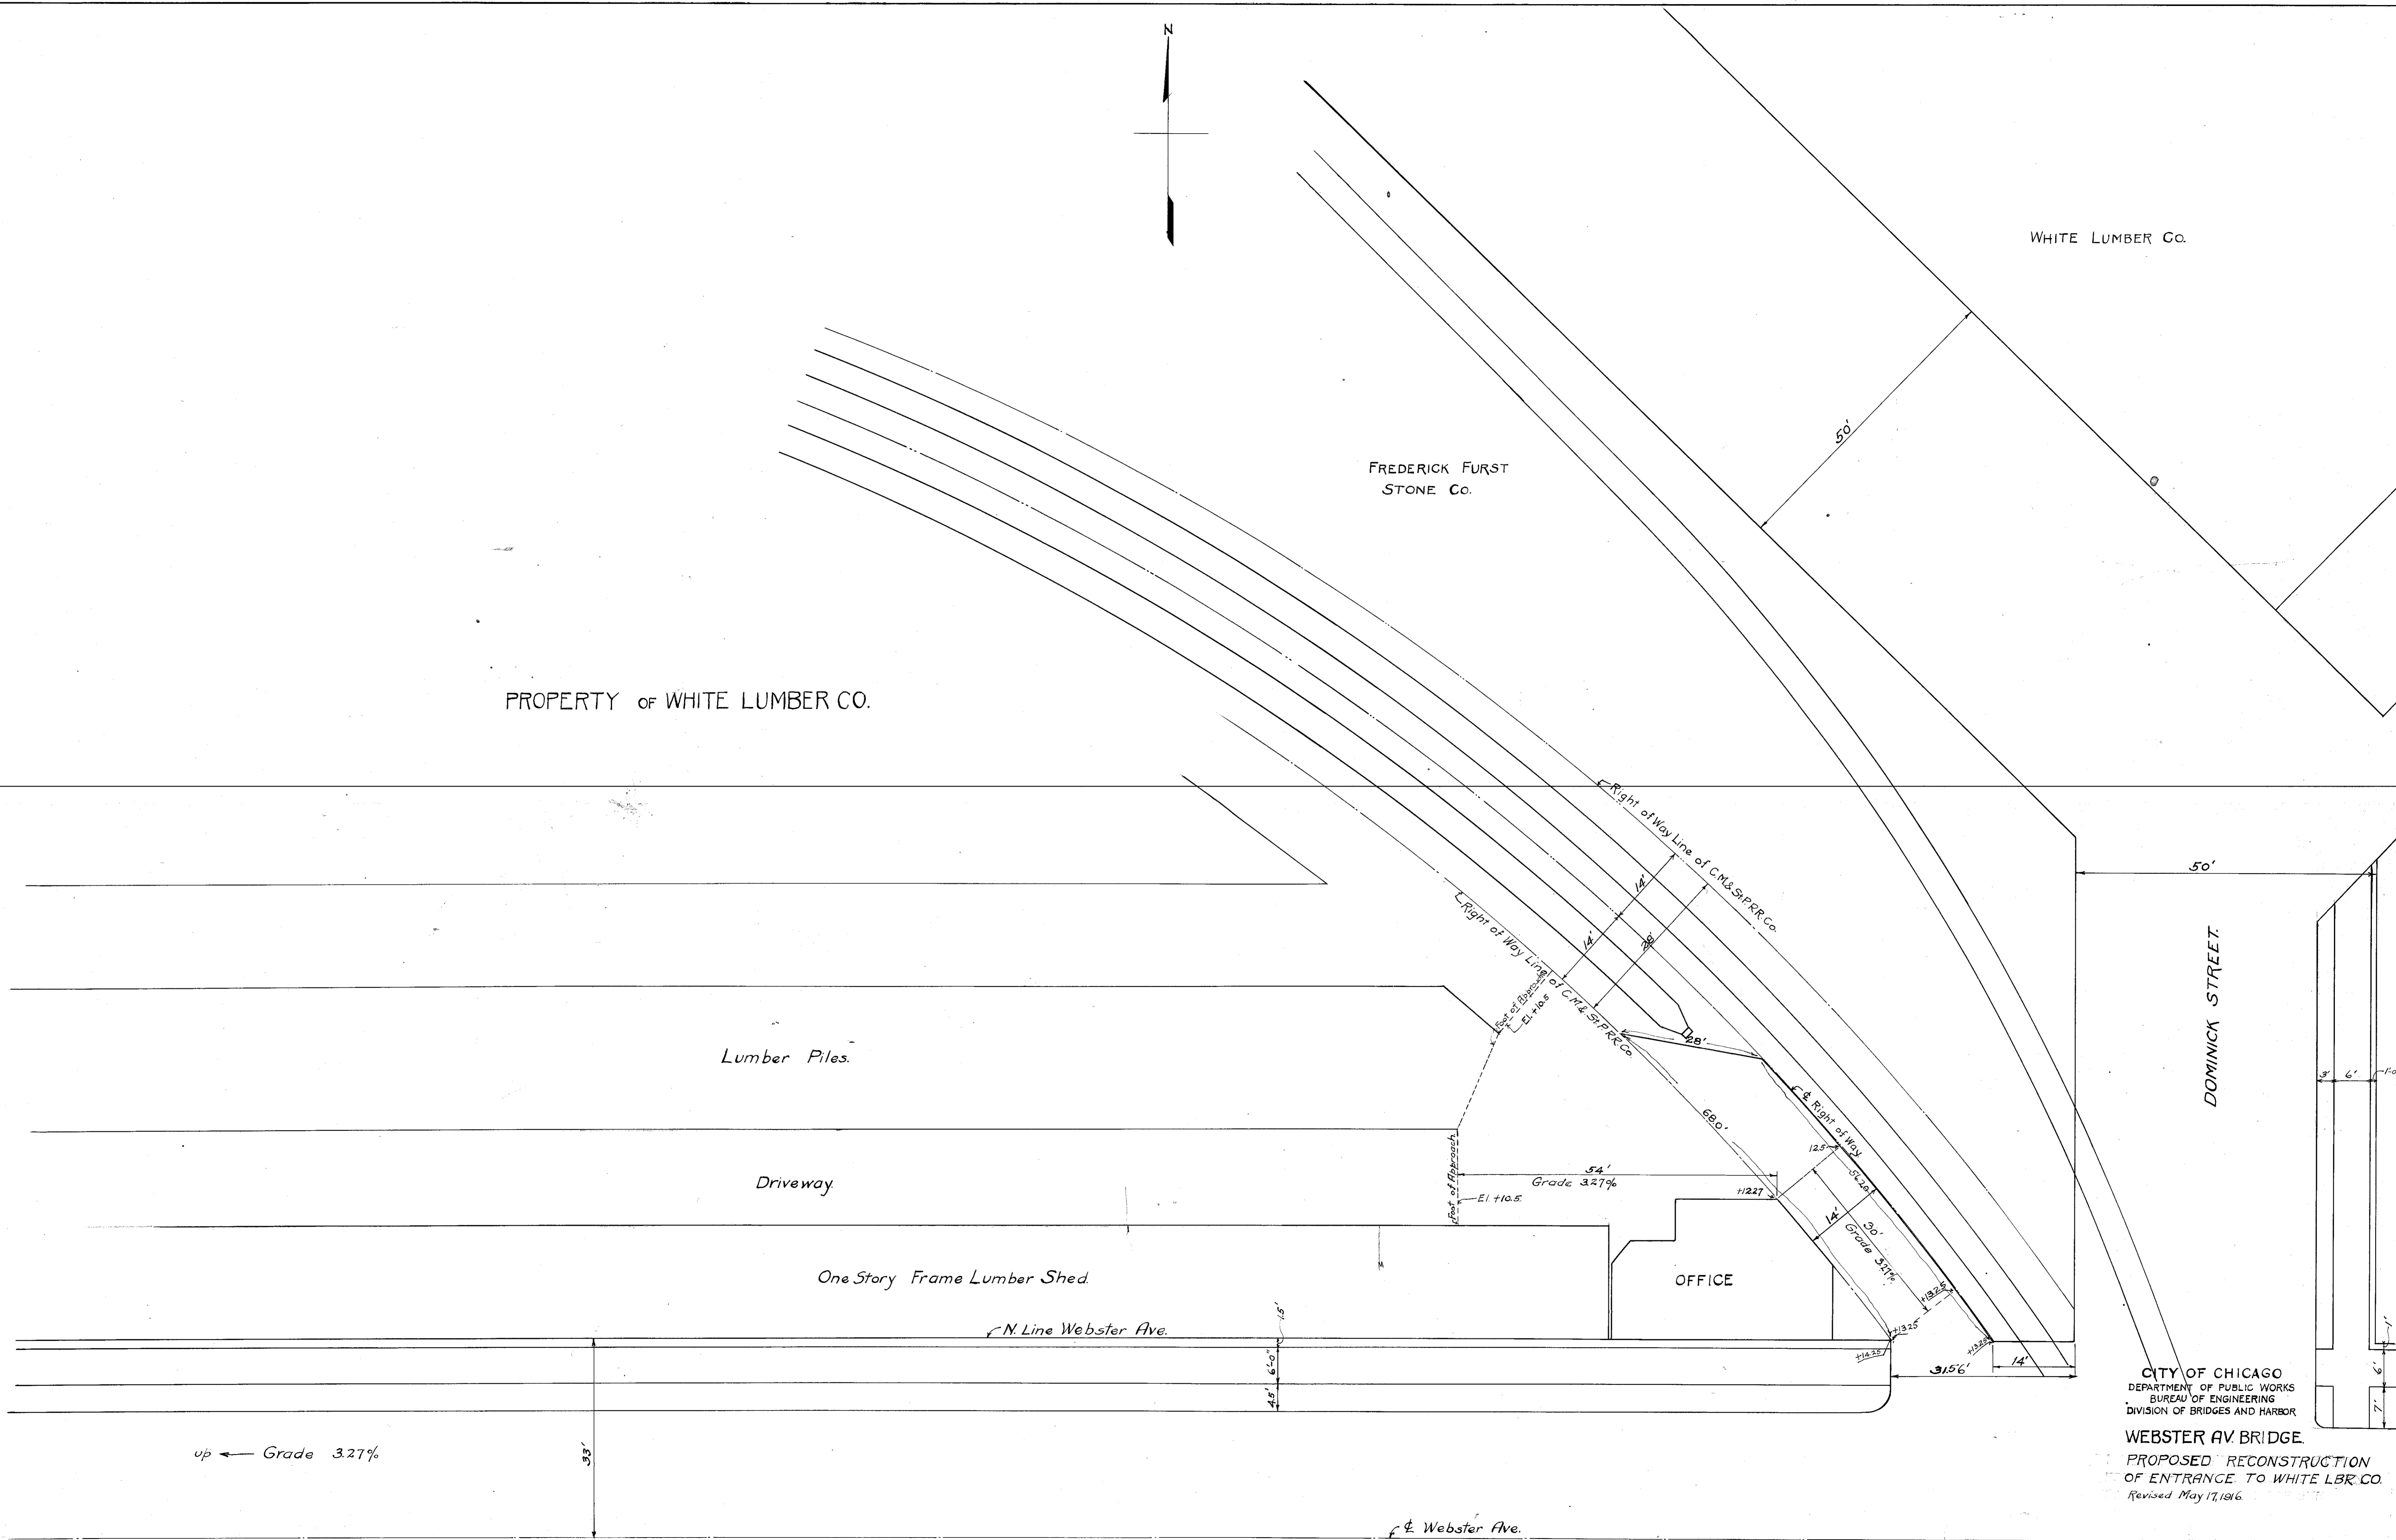 N
WHITE LUMBER CO.
50'
FREDERICK FURST
STONE CO.
PROPERTY OF WHITE LUMBER CO.
Right of Way Line of C.M.& St.P.R.R. Co.
14'
14'
28'
Right of Way Line of C.M.& St.P.R.R. Co.
Foot of Approach
El. +10.5
28'
50'
DOMINICK STREET.
3'
6'
Lumber Piles.
℄ Right of Way
68.0'
12.5
56.20'
Driveway.
Foot of Approach
54'
Grade 3.27%
El. +10.5
+12.27
14'
30'
Grade 3.27%
One Story Frame Lumber Shed.
OFFICE
+13.25
+13.25
+13.25
+14.25
N. Line Webster Ave.
1.5'
6'-0"
4.5'
31.56'
14'
1'
6'
7'
33'
up ← Grade 3.27%
CITY OF CHICAGO
DEPARTMENT OF PUBLIC WORKS
BUREAU OF ENGINEERING
DIVISION OF BRIDGES AND HARBOR
WEBSTER AV. BRIDGE.
PROPOSED RECONSTRUCTION
OF ENTRANCE TO WHITE LBR. CO.
Revised May 17, 1916.
℄ Webster Ave.